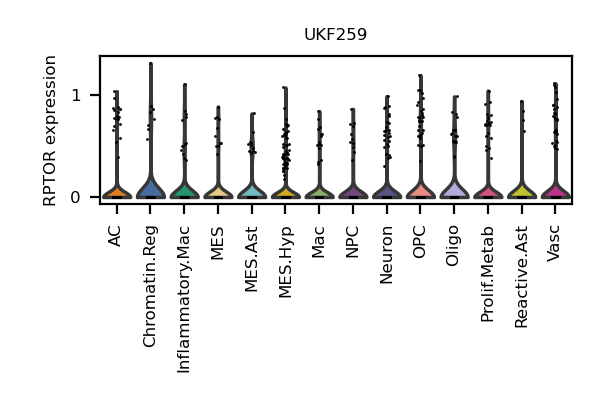 UKF259
RPTOR expression
1
0
AC
Chromatin.Reg
Inflammatory.Mac
MES
MES.Ast
MES.Hyp
Mac
NPC
Neuron
OPC
Oligo
Prolif.Metab
Reactive.Ast
Vasc